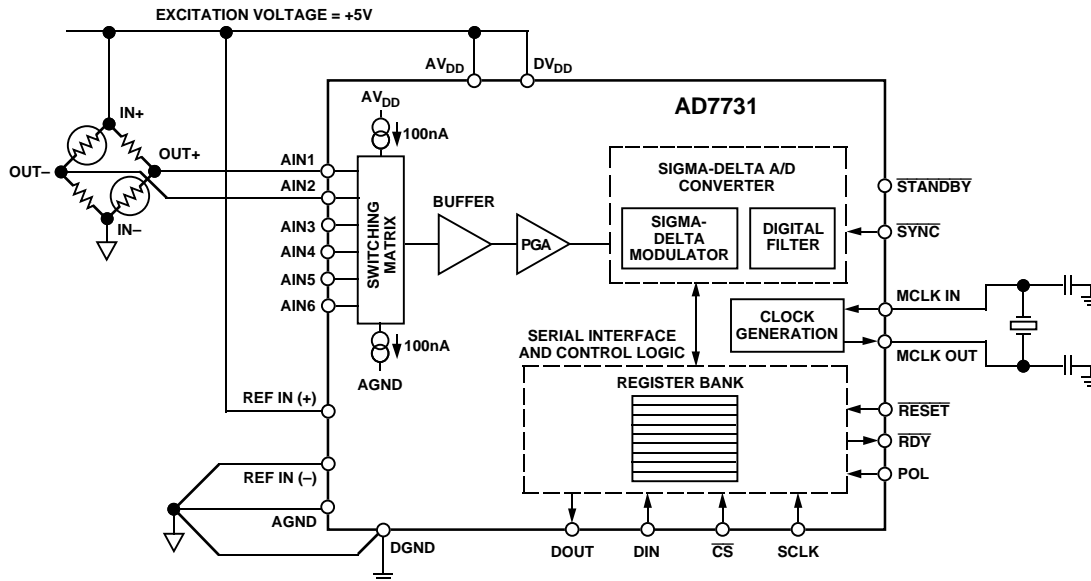 EXCITATION VOLTAGE = +5V
AVDD
DVDD
AD7731
IN+
OUT+
OUT–
IN–
AVDD
100nA
AIN1
AIN2
AIN3
AIN4
AIN5
AIN6
SWITCHING
MATRIX
100nA
AGND
BUFFER
PGA
SIGMA-DELTA A/D
CONVERTER
SIGMA-
DELTA
MODULATOR
DIGITAL
FILTER
STANDBY
SYNC
CLOCK
GENERATION
MCLK IN
MCLK OUT
SERIAL INTERFACE
AND CONTROL LOGIC
REGISTER BANK
REF IN (+)
RESET
RDY
POL
REF IN (–)
AGND
DGND
DOUT
DIN
CS
SCLK